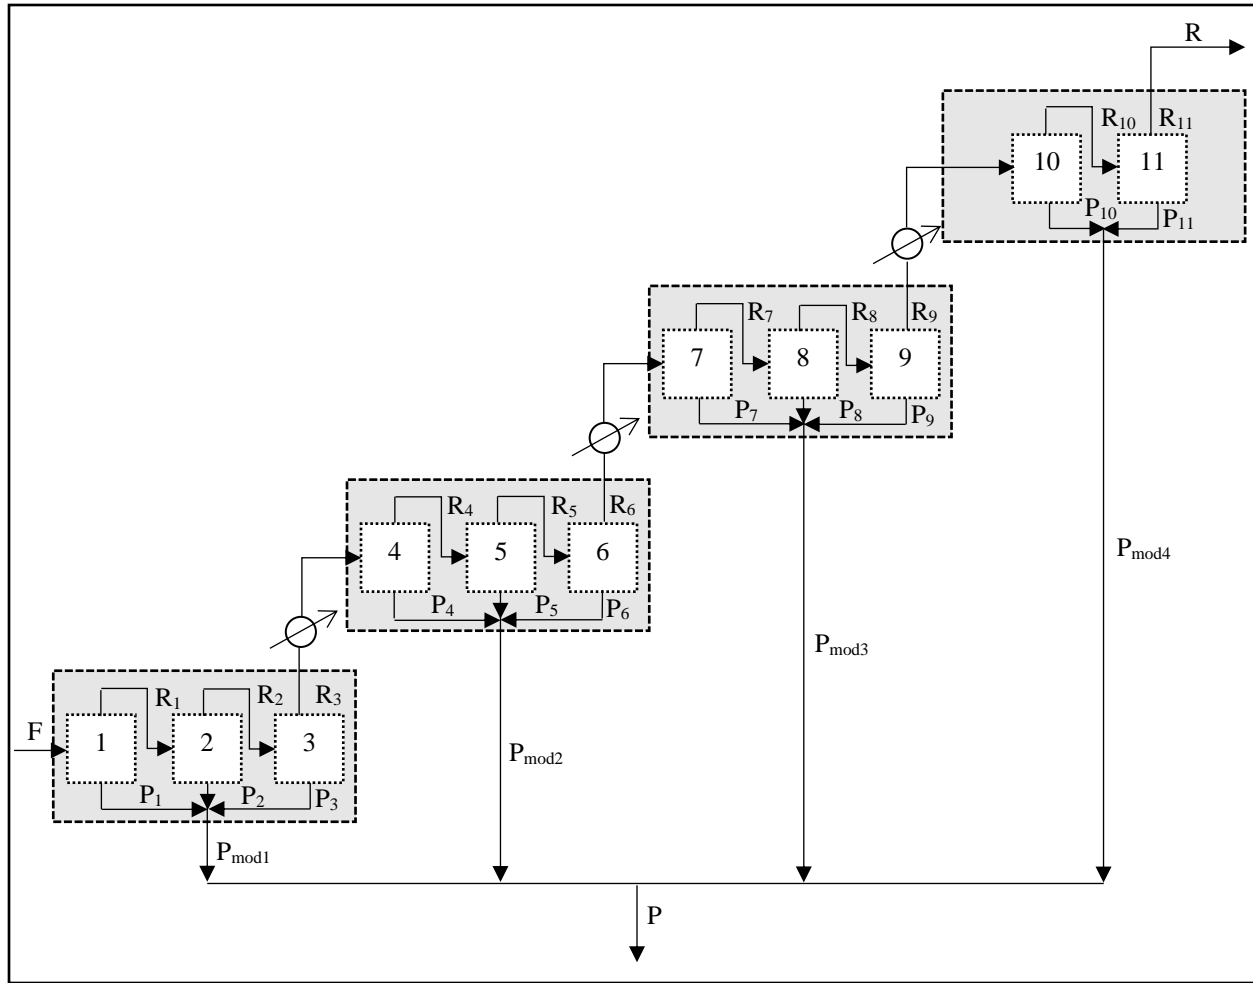 R
R10 R11
10 11
P10 P11
R7 R8 R9
7 8 9
P7 P8 P9
R4 R5 R6
4 5 6
P4 P5 P6
Pmod4
Pmod3
R1 R2 R3
F 1 2 3
Pmod2
P1 P2 P3
Pmod1
P